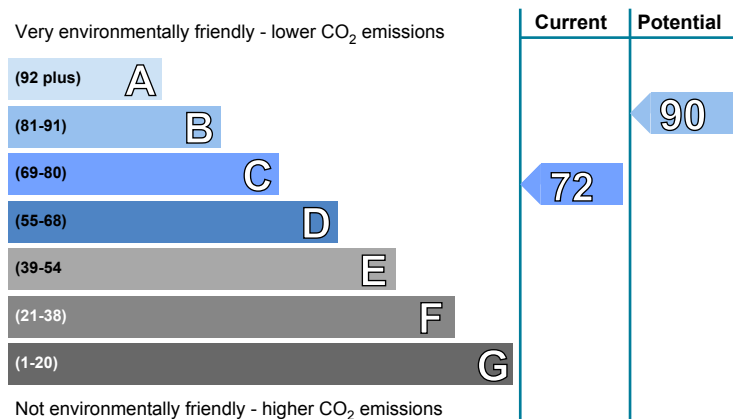 Very environmentally friendly - lower CO2 emissions
Current
Potential
(92 plus) A
(81-91) B
90
(69-80) C
72
(55-68) D
(39-54 E
(21-38) F
(1-20) G
Not environmentally friendly - higher CO2 emissions